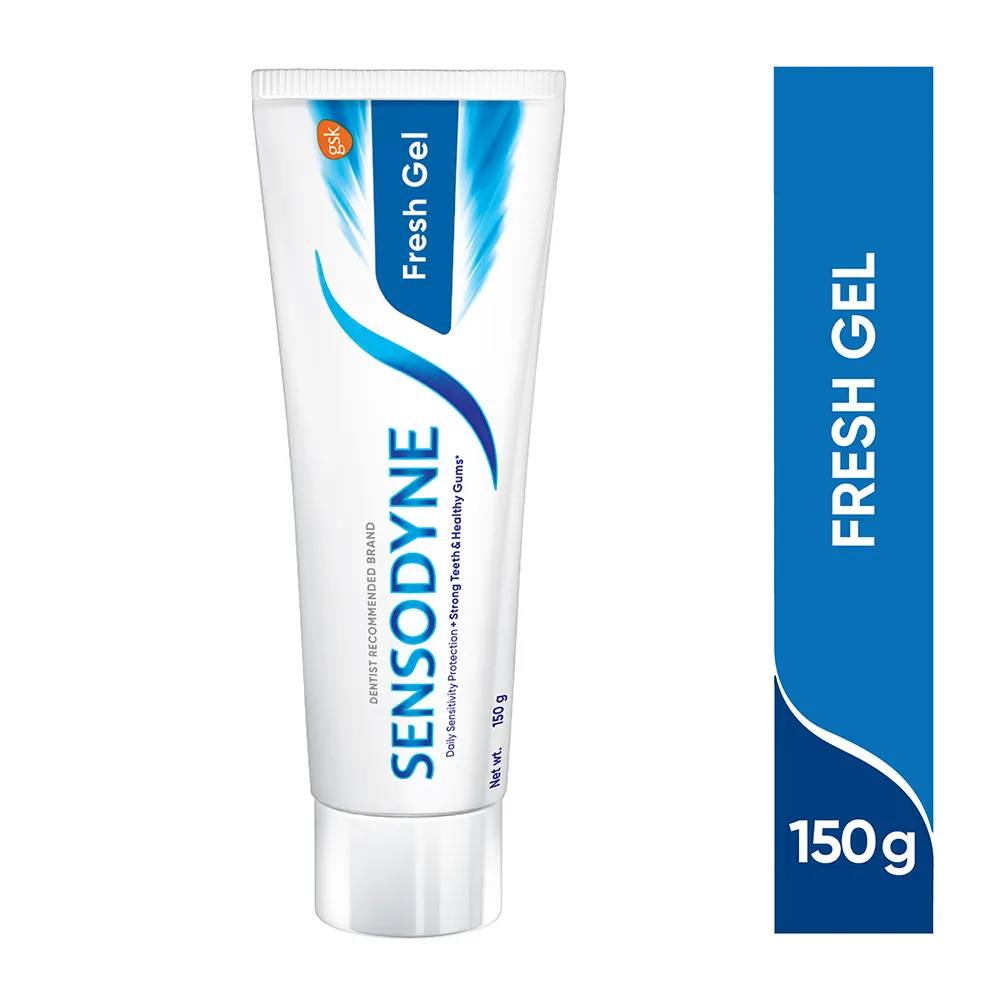 gsk
Fresh Gel
DENTIST RECOMMENDED BRAND
SENSODYNE
Daily Sensitivity Protection + Strong Teeth & Healthy Gums*
Net wt. 150 g
FRESH GEL
150 g